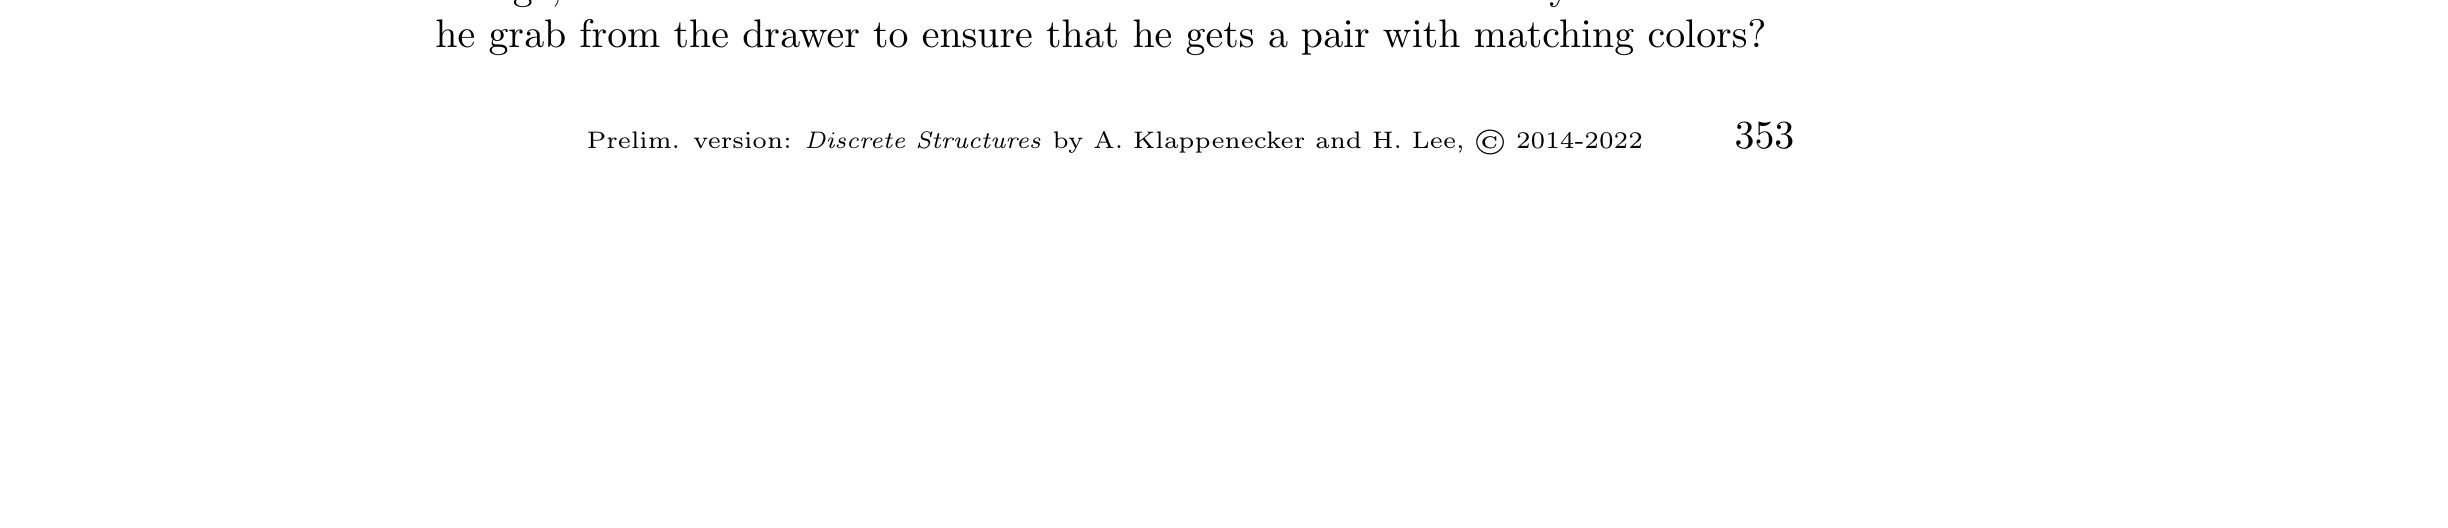 he grab from the drawer to ensure that he gets a pair with matching colors?
Prelim. version: Discrete Structures by A. Klappenecker and H. Lee, © 2014-2022 353